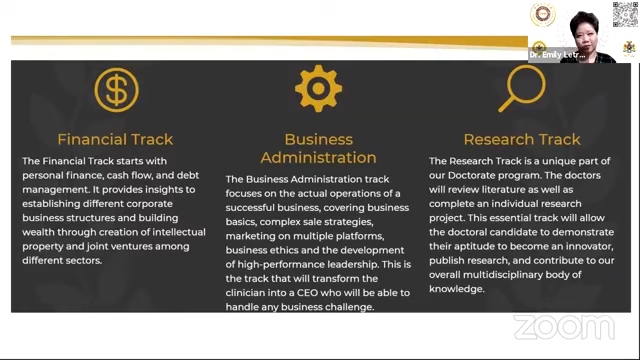 Dr. Emily Letr...
Financial Track
The Financial Track starts with
personal finance, cash flow, and debt
management. It provides insights to
establishing different corporate
business structures and building
wealth through creation of intellectual
property and joint ventures among
different sectors.
Business
Administration
The Business Administration track
focuses on the actual operations of a
successful business, covering business
basics, complex sale strategies,
marketing on multiple platforms,
business ethics and the development
of high-performance leadership. This is
the track that will transform the
clinician into a CEO who will be able to
handle any business challenge.
Research Track
The Research Track is a unique part of
our Doctorate program. The doctors
will review literature as well as
complete an individual research
project. This essential track will allow
the doctoral candidate to demonstrate
their aptitude to become an innovator,
publish research, and contribute to our
overall multidisciplinary body of
knowledge.
zoom